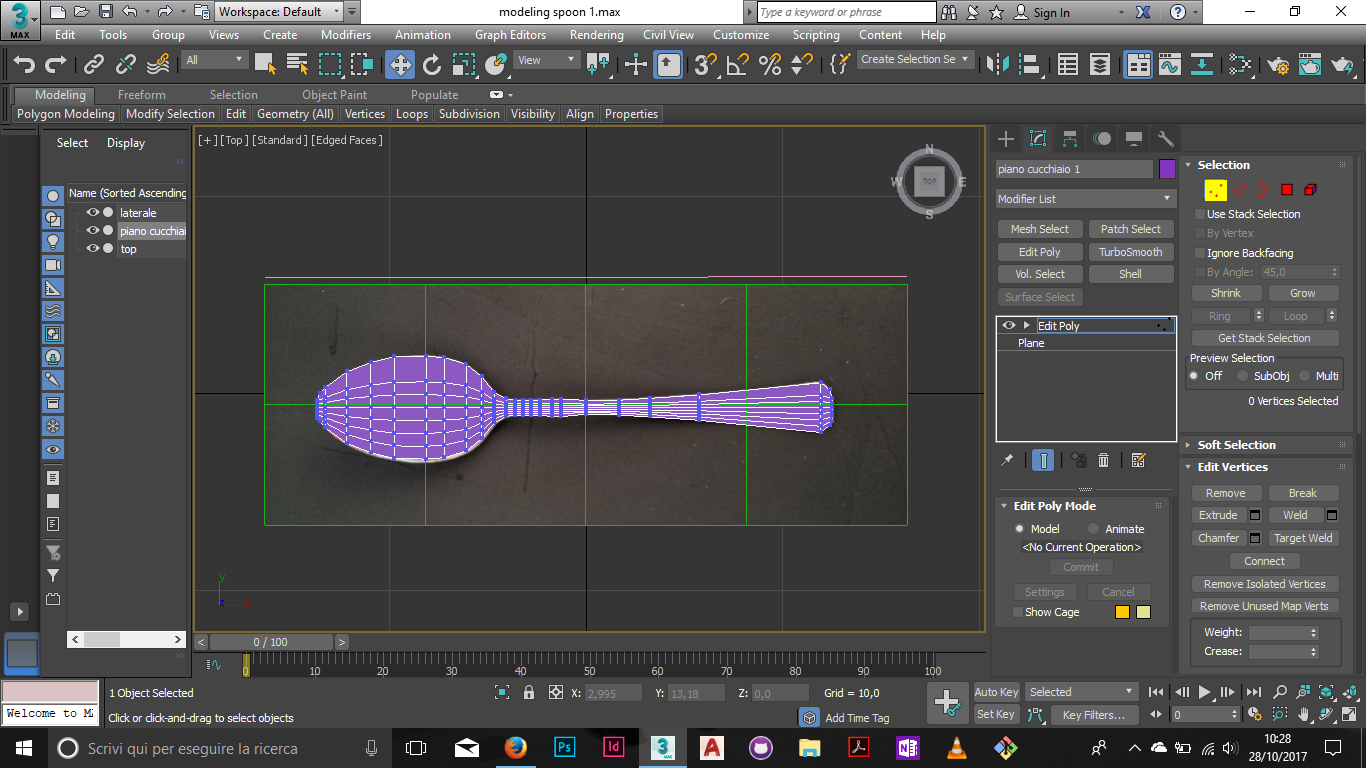 3
MAX
Workspace: Default
modeling spoon 1.max
Type a keyword or phrase
Sign In
Edit Tools Group Views Create Modifiers Animation Graph Editors Rendering Civil View Customize Scripting Content Help
All
View
Create Selection Se
Modeling Freeform Selection Object Paint Populate
Polygon Modeling Modify Selection Edit Geometry (All) Vertices Loops Subdivision Visibility Align Properties
Select Display
Name (Sorted Ascending
laterale
piano cucchiai
top
[+] [Top ] [Standard ] [Edged Faces ]
N
W TOP E
S
y
piano cucchiaio 1
Modifier List
Mesh Select Patch Select
Edit Poly TurboSmooth
Vol. Select Shell
Surface Select
Edit Poly
Plane
Edit Poly Mode
Model Animate
<No Current Operation>
Commit
Settings Cancel
Show Cage
Selection
Use Stack Selection
By Vertex
Ignore Backfacing
By Angle: 45,0
Shrink Grow
Ring Loop
Get Stack Selection
Preview Selection
Off SubObj Multi
0 Vertices Selected
Soft Selection
Edit Vertices
Remove Break
Extrude Weld
Chamfer Target Weld
Connect
Remove Isolated Vertices
Remove Unused Map Verts
Weight:
Crease:
< 0 / 100 >
0 10 20 30 40 50 60 70 80 90 100
1 Object Selected
X: 2,995 Y: 13,18 Z: 0,0 Grid = 10,0
Auto Key Selected
Welcome to M
Click or click-and-drag to select objects
Add Time Tag
Set Key Key Filters...
0
Scrivi qui per eseguire la ricerca
Ps
Id
3
MAX
A
N
10:28
28/10/2017